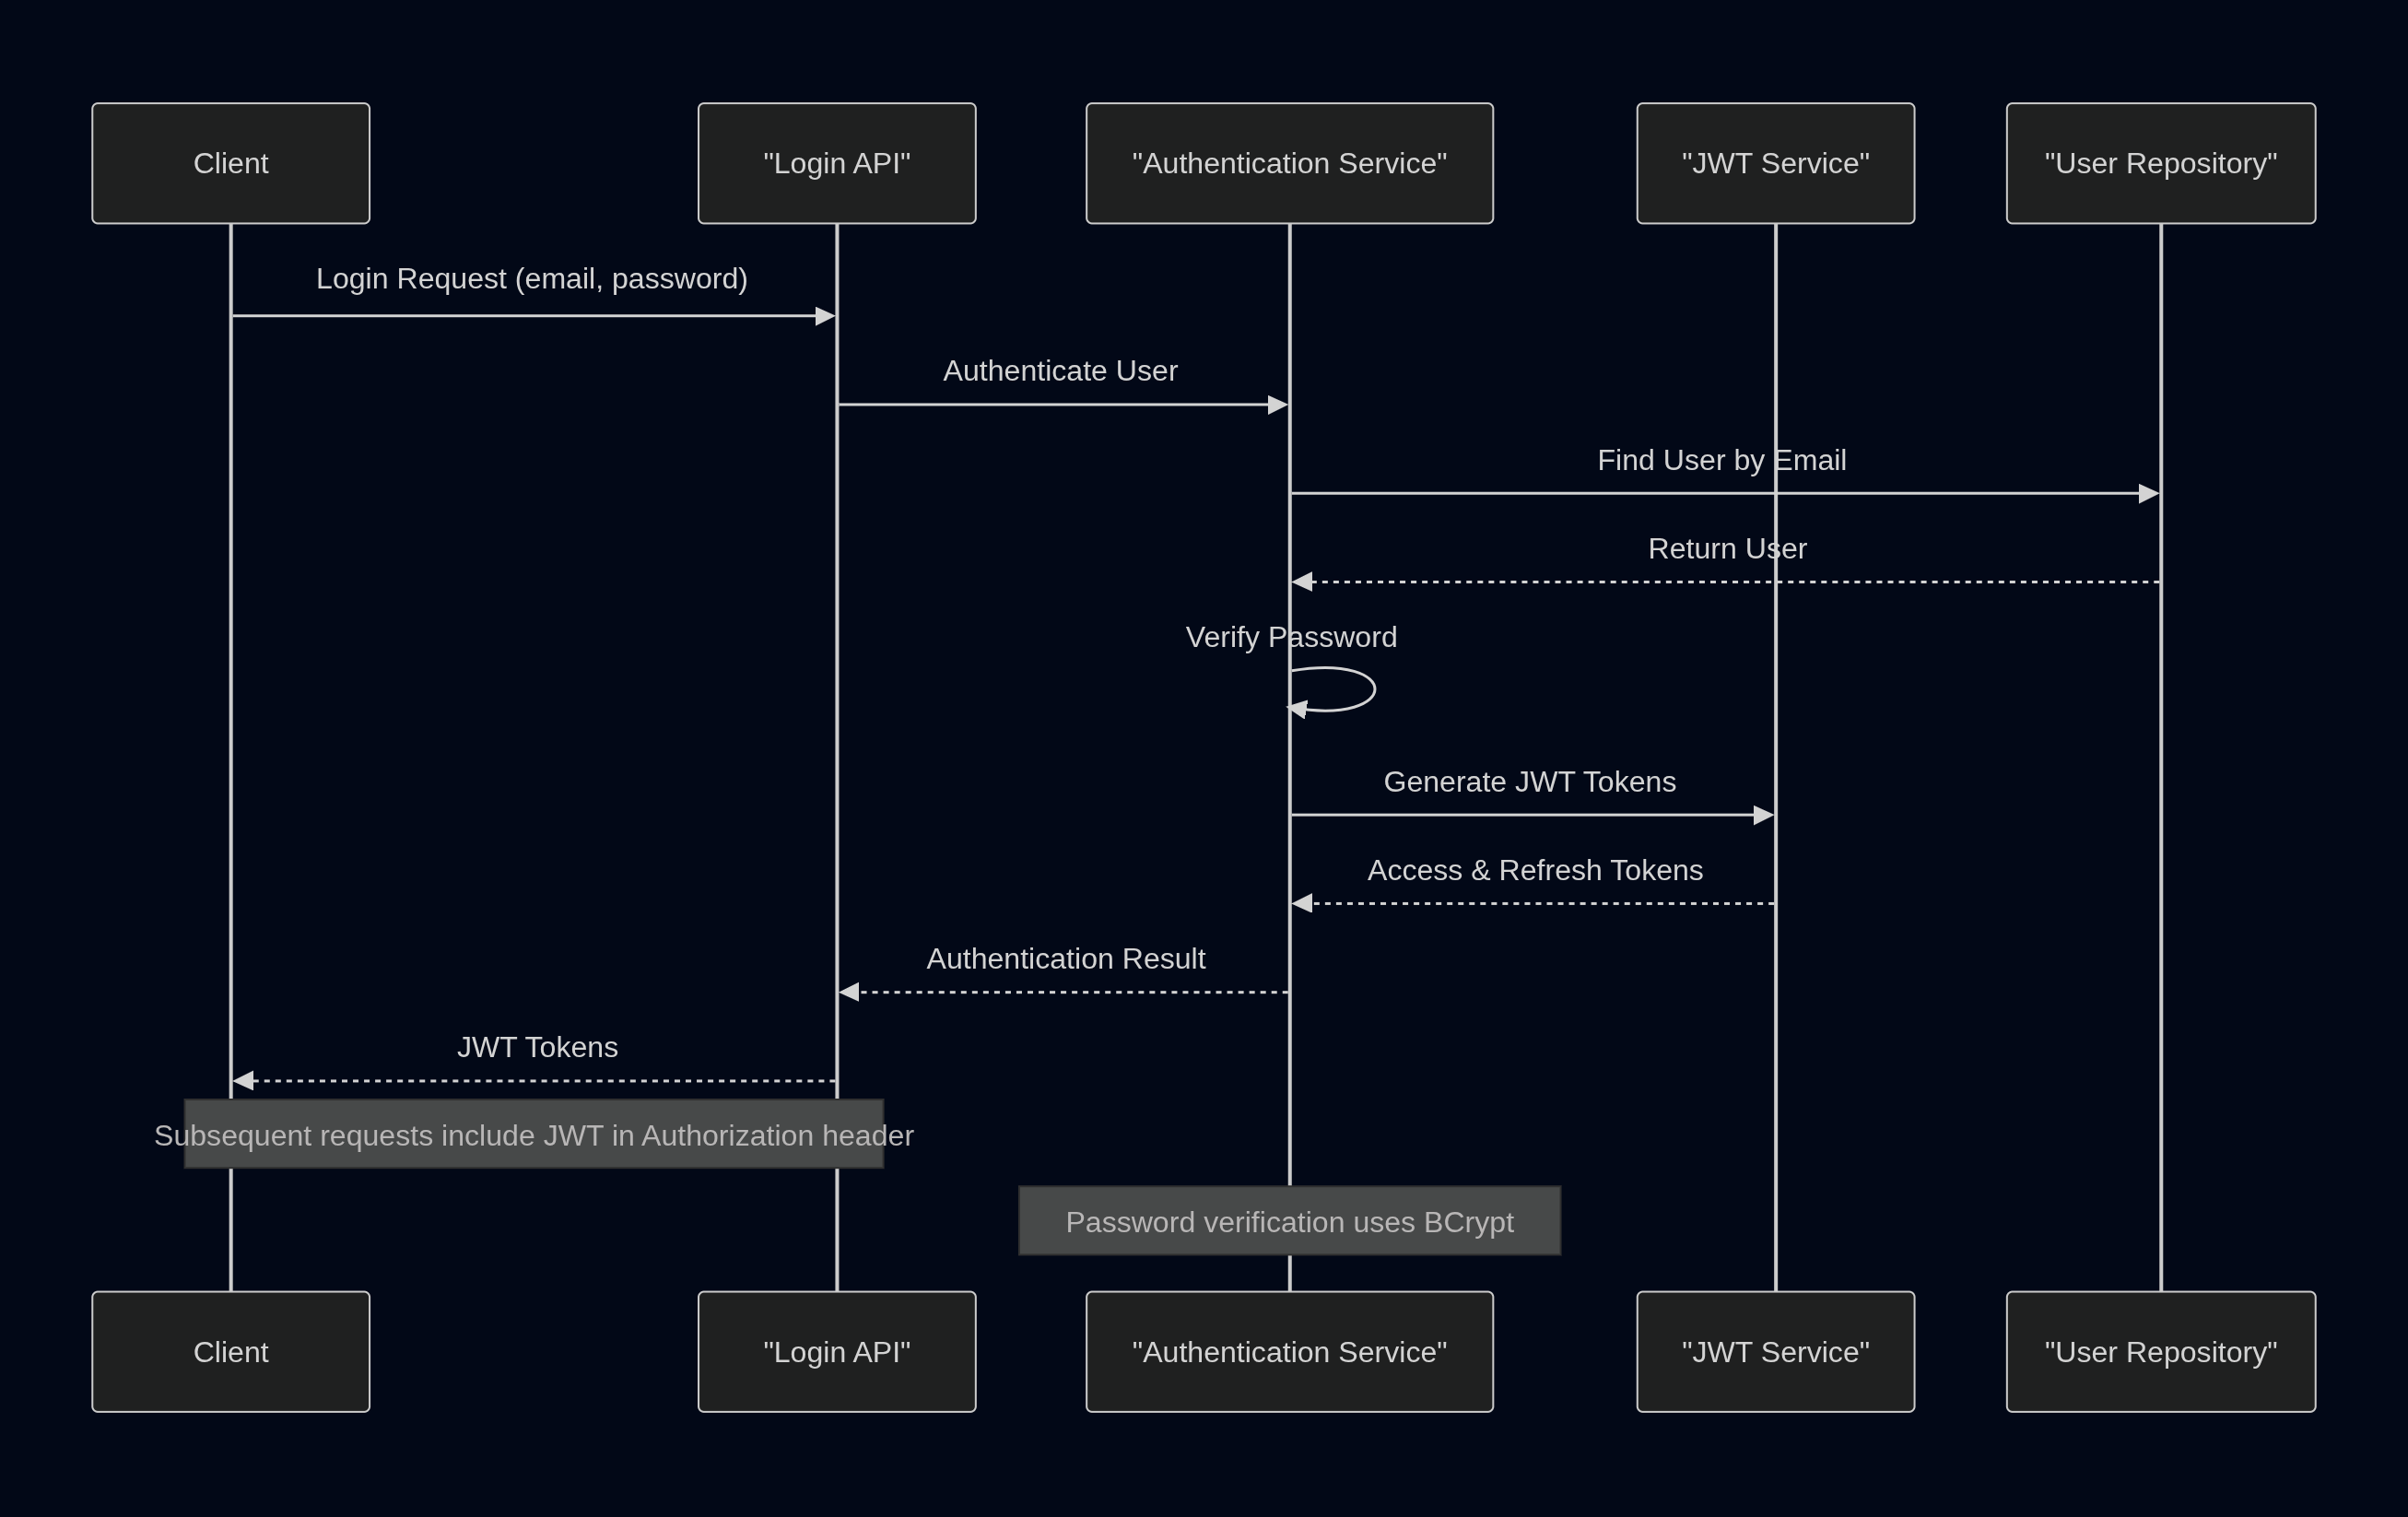 Client
"Login API"
"Authentication Service"
"JWT Service"
"User Repository"
Login Request (email, password)
Authenticate User
Find User by Email
Return User
Verify Password
Generate JWT Tokens
Access & Refresh Tokens
Authentication Result
JWT Tokens
Subsequent requests include JWT in Authorization header
Password verification uses BCrypt
Client
"Login API"
"Authentication Service"
"JWT Service"
"User Repository"